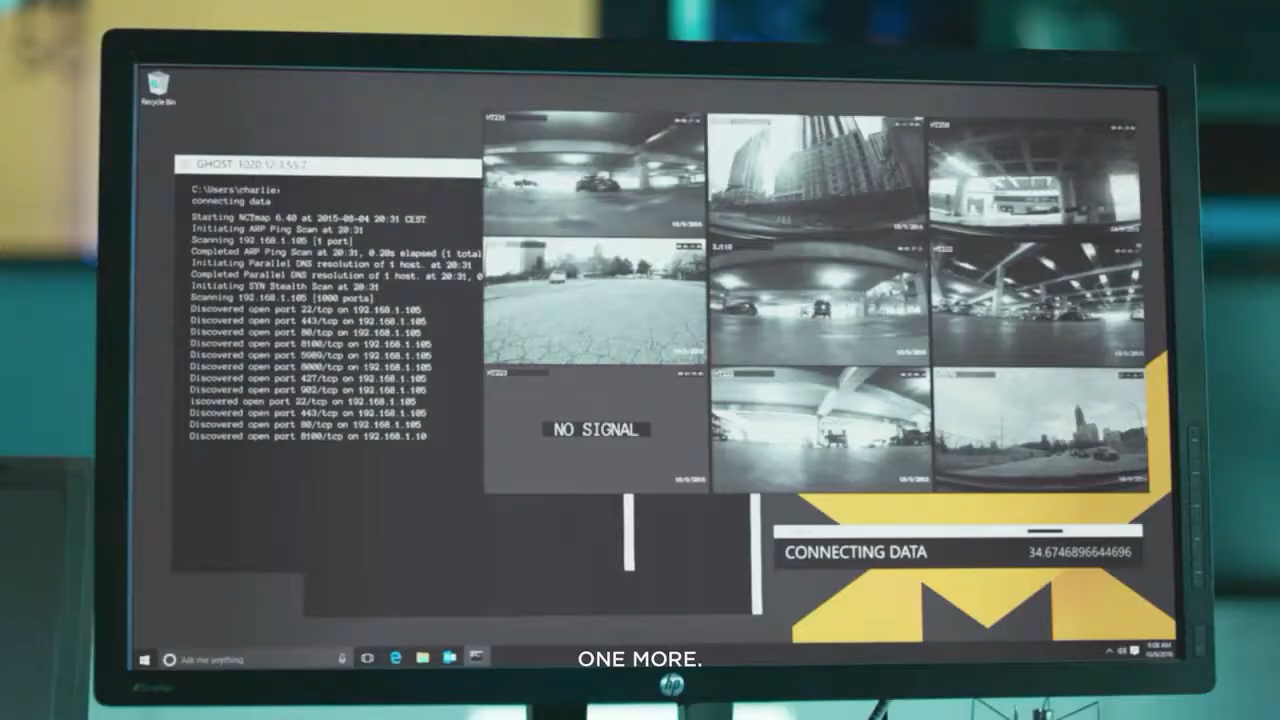 Recycle Bin
GHOST 1020.12.3.55.7
C:\Users\charlie›
connecting data
Starting NCTmap 6.40 at 2015-08-04 20:31 CEST
Initiating ARP Ping Scan at 20:31
Scanning 192.168.1.105 [1 port]
Completed ARP Ping Scan at 20:31, 0.20s elapsed (1 total
Initiating Parallel DNS resolution of 1 host. at 20:31
Completed Parallel DNS resolution of 1 host. at 20:31, 0
Initiating SYN Stealth Scan at 20:31
Scanning 192.168.1.105 [1000 ports]
Discovered open port 22/tcp on 192.168.1.105
Discovered open port 443/tcp on 192.168.1.105
Discovered open port 80/tcp on 192.168.1.105
Discovered open port 8100/tcp on 192.168.1.105
Discovered open port 5989/tcp on 192.168.1.105
Discovered open port 8000/tcp on 192.168.1.105
Discovered open port 427/tcp on 192.168.1.105
Discovered open port 902/tcp on 192.168.1.105
iscovered open port 22/tcp on 192.168.1.105
Discovered open port 443/tcp on 192.168.1.105
Discovered open port 80/tcp on 192.168.1.105
Discovered open port 8100/tcp on 192.168.1.10
NO SIGNAL
CONNECTING DATA 34.6746896644696
Ask me anything
9:08 AM
ONE MORE.
hp